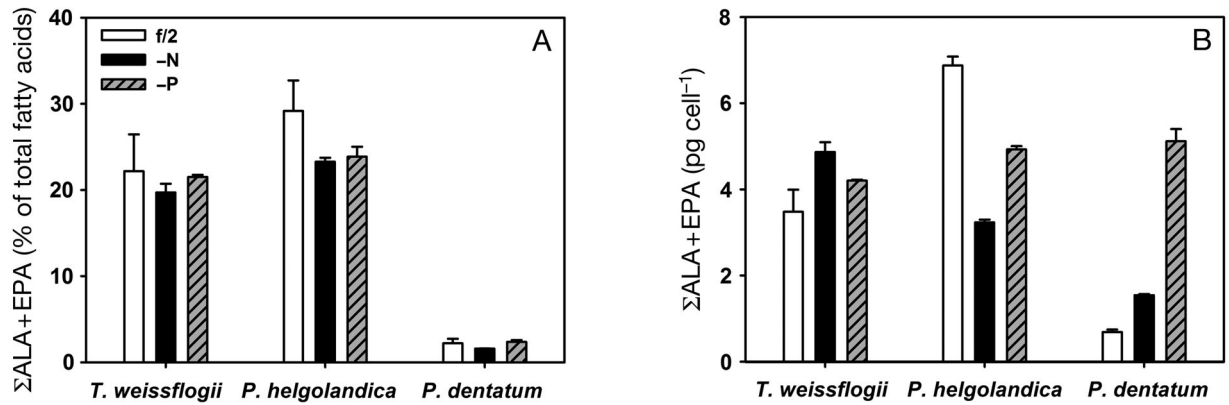 ΣALA+EPA (% of total fatty acids)
40
30
20
10
0
f/2
−N
−P
A
T. weissflogii P. helgolandica P. dentatum
ΣALA+EPA (pg cell⁻¹)
8
6
4
2
0
B
T. weissflogii P. helgolandica P. dentatum